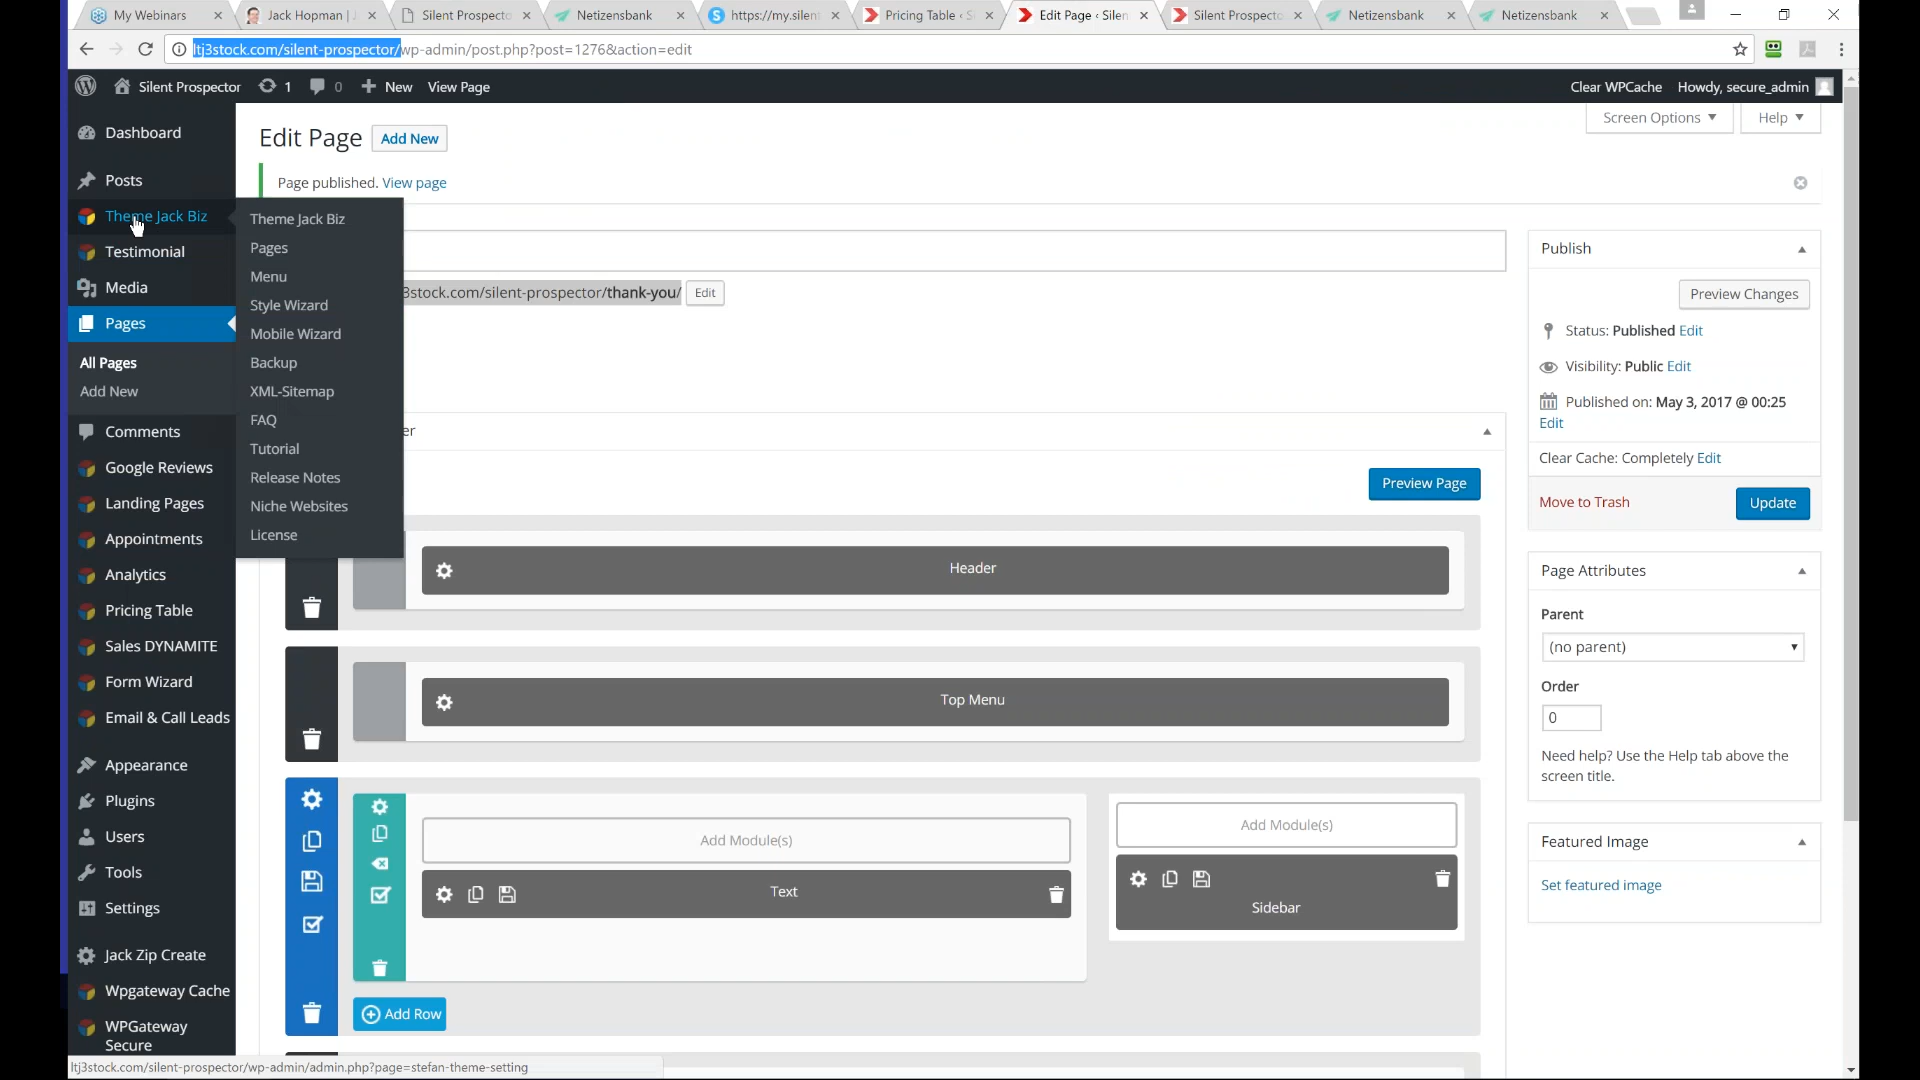 My Webinars
Jack Hopman |
Silent Prospecto
Netizensbank
https://my.silen
Pricing Table ‹ S
Edit Page ‹ Silen
Silent Prospecto
Netizensbank
Netizensbank
ltj3stock.com/silent-prospector/wp-admin/post.php?post=1276&action=edit
Silent Prospector
1
0
New
View Page
Clear WPCache
Howdy, secure_admin
Dashboard
Posts
Theme Jack Biz
Testimonial
Media
Pages
All Pages
Add New
Comments
Google Reviews
Landing Pages
Appointments
Analytics
Pricing Table
Sales DYNAMITE
Form Wizard
Email & Call Leads
Appearance
Plugins
Users
Tools
Settings
Jack Zip Create
Wpgateway Cache
WPGateway
Secure
Theme Jack Biz
Pages
Menu
Style Wizard
Mobile Wizard
Backup
XML-Sitemap
FAQ
Tutorial
Release Notes
Niche Websites
License
Edit Page
Add New
Screen Options
Help
Page published. View page
3stock.com/silent-prospector/thank-you/
Edit
er
Preview Page
Header
Top Menu
Add Module(s)
Text
Add Module(s)
Sidebar
Add Row
Publish
Preview Changes
Status: Published Edit
Visibility: Public Edit
Published on: May 3, 2017 @ 00:25
Edit
Clear Cache: Completely Edit
Move to Trash
Update
Page Attributes
Parent
(no parent)
Order
0
Need help? Use the Help tab above the
screen title.
Featured Image
Set featured image
ltj3stock.com/silent-prospector/wp-admin/admin.php?page=stefan-theme-setting